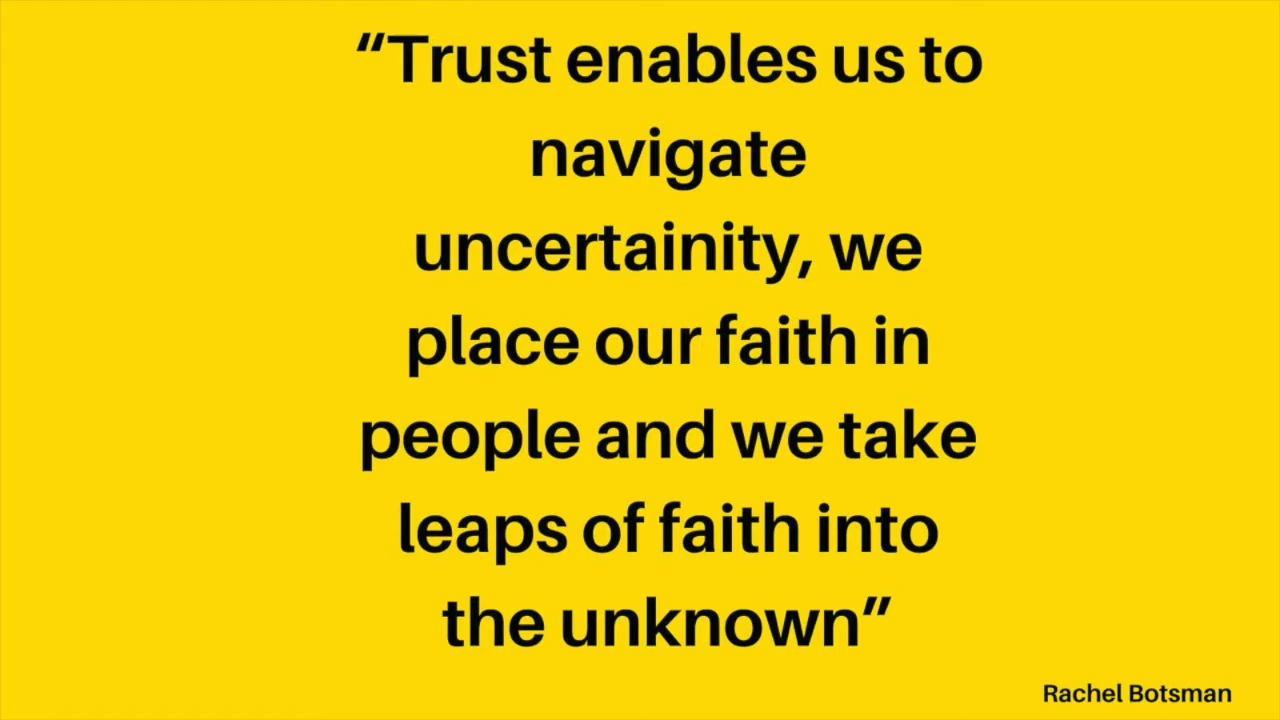 “Trust enables us to
navigate
uncertainity, we
place our faith in
people and we take
leaps of faith into
the unknown”
Rachel Botsman